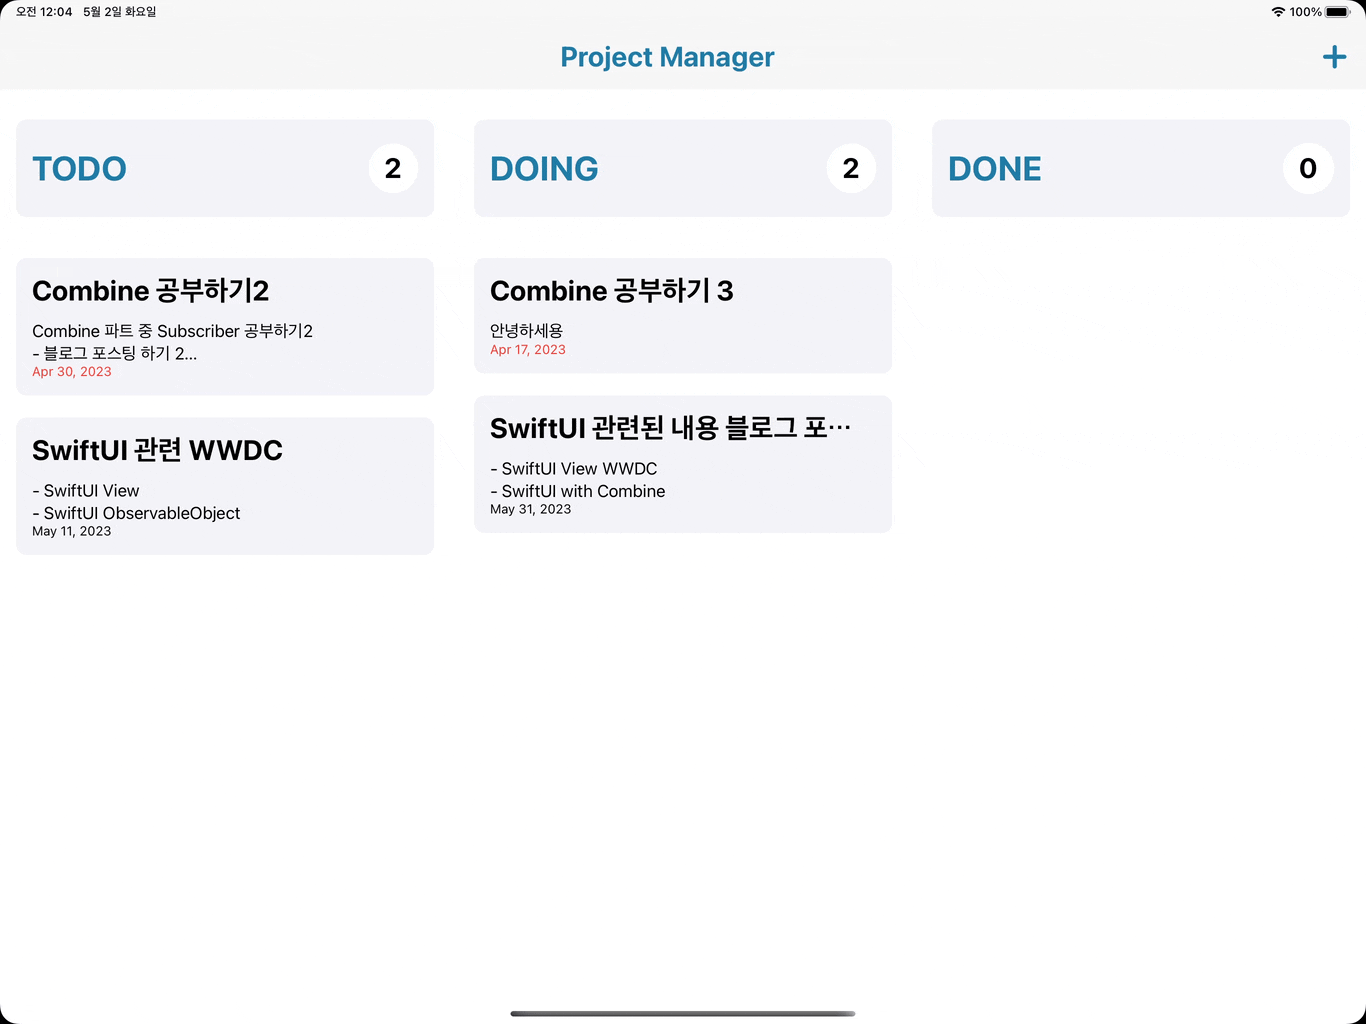 오전 12:04 5월 2일 화요일
100%
Project Manager
TODO
2
DOING
2
DONE
0
Combine 공부하기2
Combine 파트 중 Subscriber 공부하기2
- 블로그 포스팅 하기 2...
Apr 30, 2023
SwiftUI 관련 WWDC
- SwiftUI View
- SwiftUI ObservableObject
May 11, 2023
Combine 공부하기 3
안녕하세용
Apr 17, 2023
SwiftUI 관련된 내용 블로그 포…
- SwiftUI View WWDC
- SwiftUI with Combine
May 31, 2023